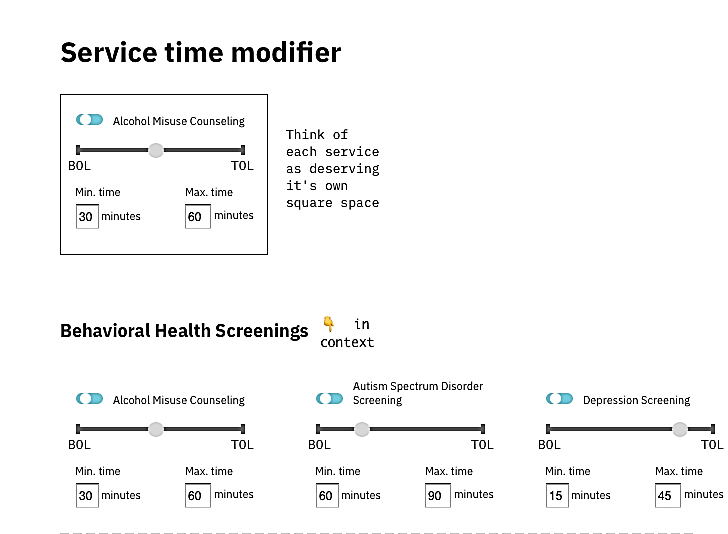 Service time modifier
Alcohol Misuse Counseling
BOL TOL
Min. time Max. time
30 minutes 60 minutes
Think of
each service
as deserving
it's own
square space
Behavioral Health Screenings
👇 in
context
Alcohol Misuse Counseling
BOL TOL
Min. time Max. time
30 minutes 60 minutes
Autism Spectrum Disorder
Screening
BOL TOL
Min. time Max. time
60 minutes 90 minutes
Depression Screening
BOL TOL
Min. time Max. time
15 minutes 45 minutes